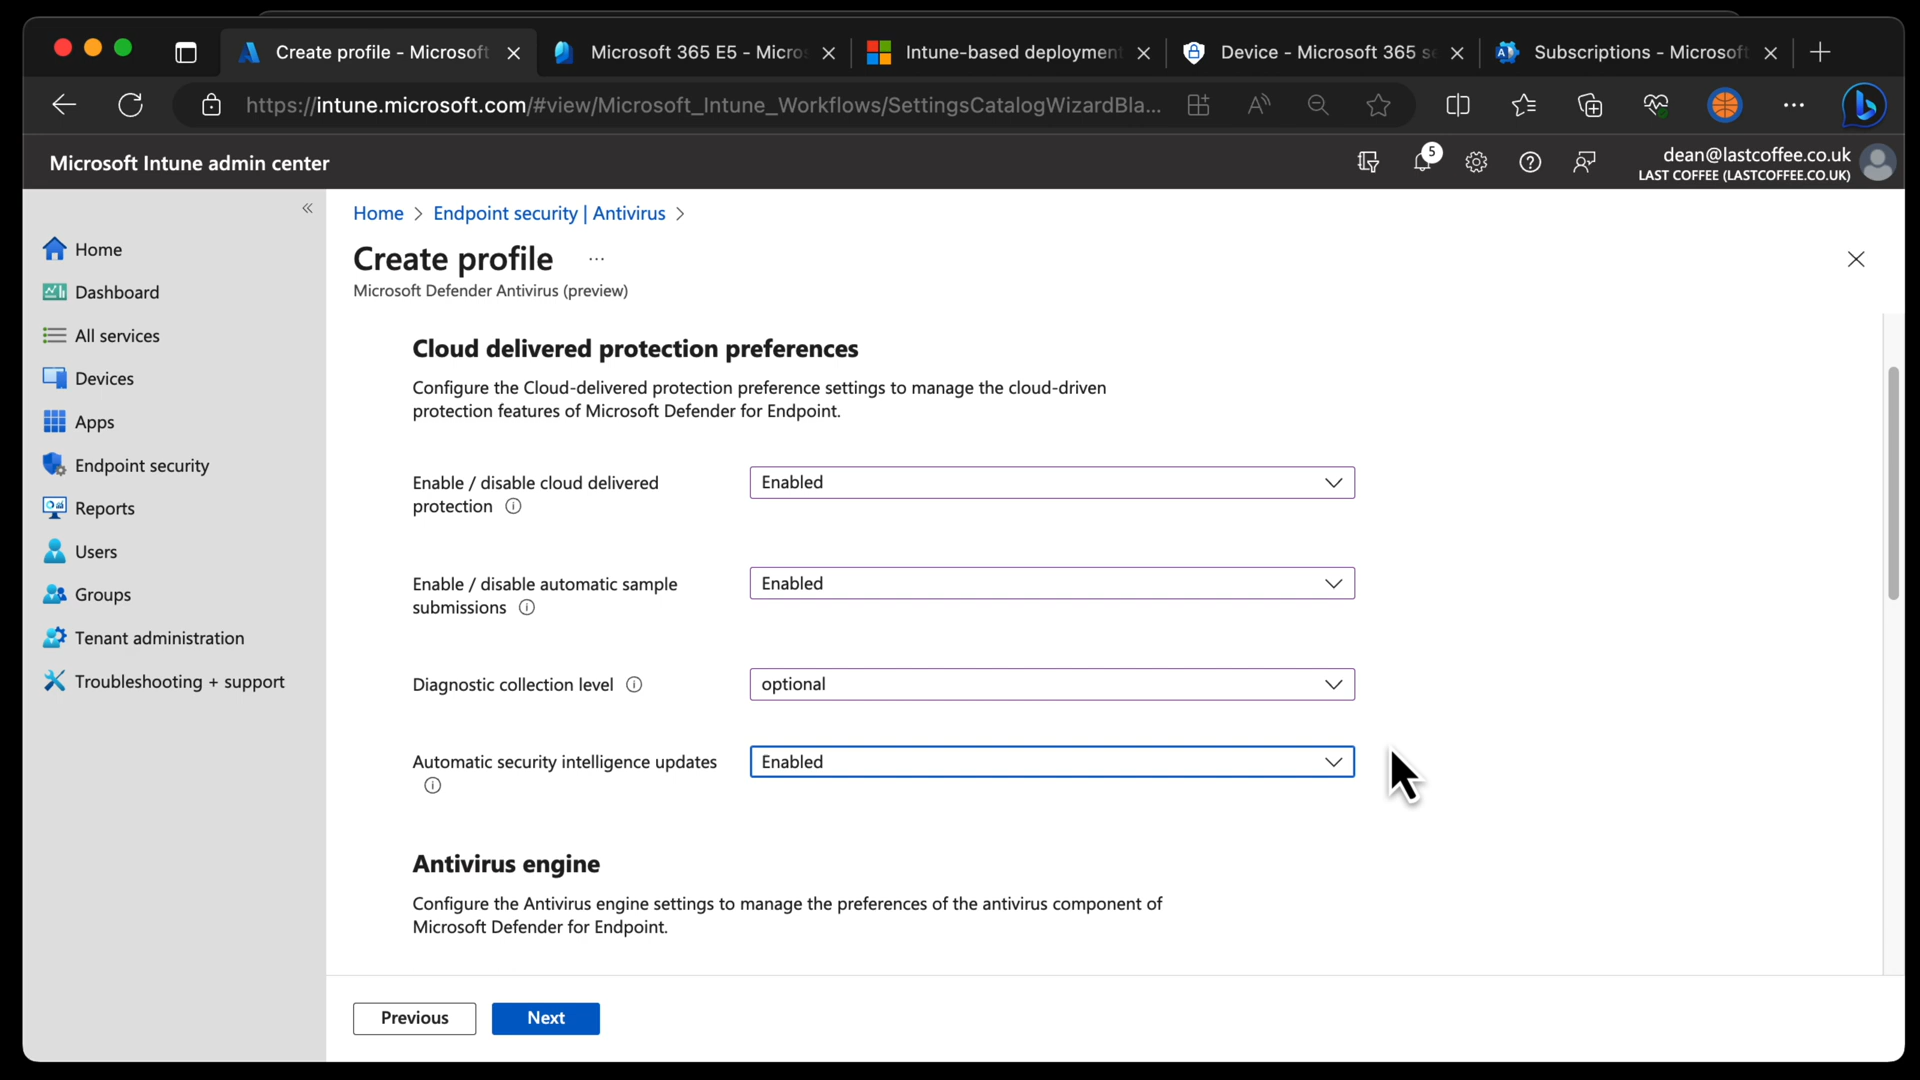 Create profile - Microsoft
Microsoft 365 E5 - Micros
Intune-based deployment
Device - Microsoft 365 se
Subscriptions - Microsoft
https://intune.microsoft.com/#view/Microsoft_Intune_Workflows/SettingsCatalogWizardBla...
Microsoft Intune admin center
5
dean@lastcoffee.co.uk
LAST COFFEE (LASTCOFFEE.CO.UK)
Home
Dashboard
All services
Devices
Apps
Endpoint security
Reports
Users
Groups
Tenant administration
Troubleshooting + support
Home > Endpoint security | Antivirus >
Create profile ...
Microsoft Defender Antivirus (preview)
Cloud delivered protection preferences
Configure the Cloud-delivered protection preference settings to manage the cloud-driven
protection features of Microsoft Defender for Endpoint.
Enable / disable cloud delivered
protection
Enabled
Enable / disable automatic sample
submissions
Enabled
Diagnostic collection level
optional
Automatic security intelligence updates
Enabled
Antivirus engine
Configure the Antivirus engine settings to manage the preferences of the antivirus component of
Microsoft Defender for Endpoint.
Previous
Next